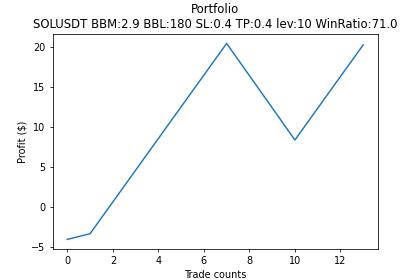 Portfolio
SOLUSDT BBM:2.9 BBL:180 SL:0.4 TP:0.4 lev:10 WinRatio:71.0
20
15
10
5
0
−5
Profit ($)
0 2 4 6 8 10 12
Trade counts